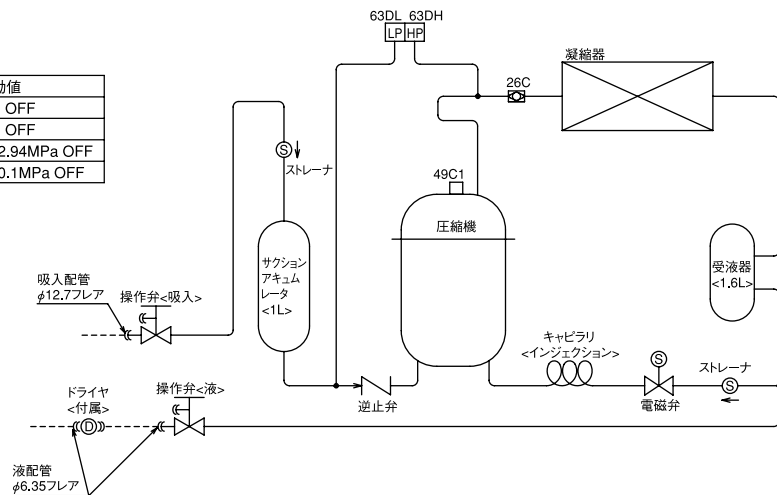 63DL 63DH
LP HP
26C
凝縮器
OFF
OFF
2.94MPa OFF
0.1MPa OFF
S
ストレーナ
49C1
圧縮機
サクション
アキュム
レータ
<1L>
受液器
<1.6L>
吸入配管
φ12.7フレア
操作弁<吸入>
キャピラリ
<インジェクション>
S
ストレーナ
S
電磁弁
逆止弁
ドライヤ
<付属>
D
操作弁<液>
液配管
φ6.35フレア